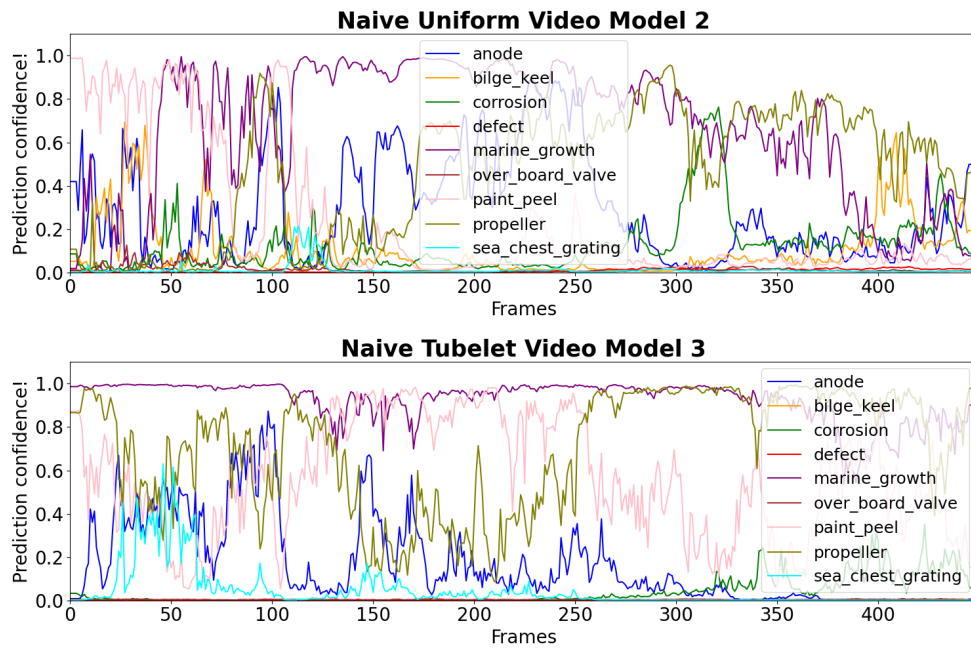 Naive Uniform Video Model 2
Prediction confidence!
1.0
0.8
0.6
0.4
0.2
0.0
anode
bilge_keel
corrosion
defect
marine_growth
over_board_valve
paint_peel
propeller
sea_chest_grating
0
50
100
150
200
250
300
350
400
Frames
Naive Tubelet Video Model 3
Prediction confidence!
1.0
0.8
0.6
0.4
0.2
0.0
anode
bilge_keel
corrosion
defect
marine_growth
over_board_valve
paint_peel
propeller
sea_chest_grating
0
50
100
150
200
250
300
350
400
Frames